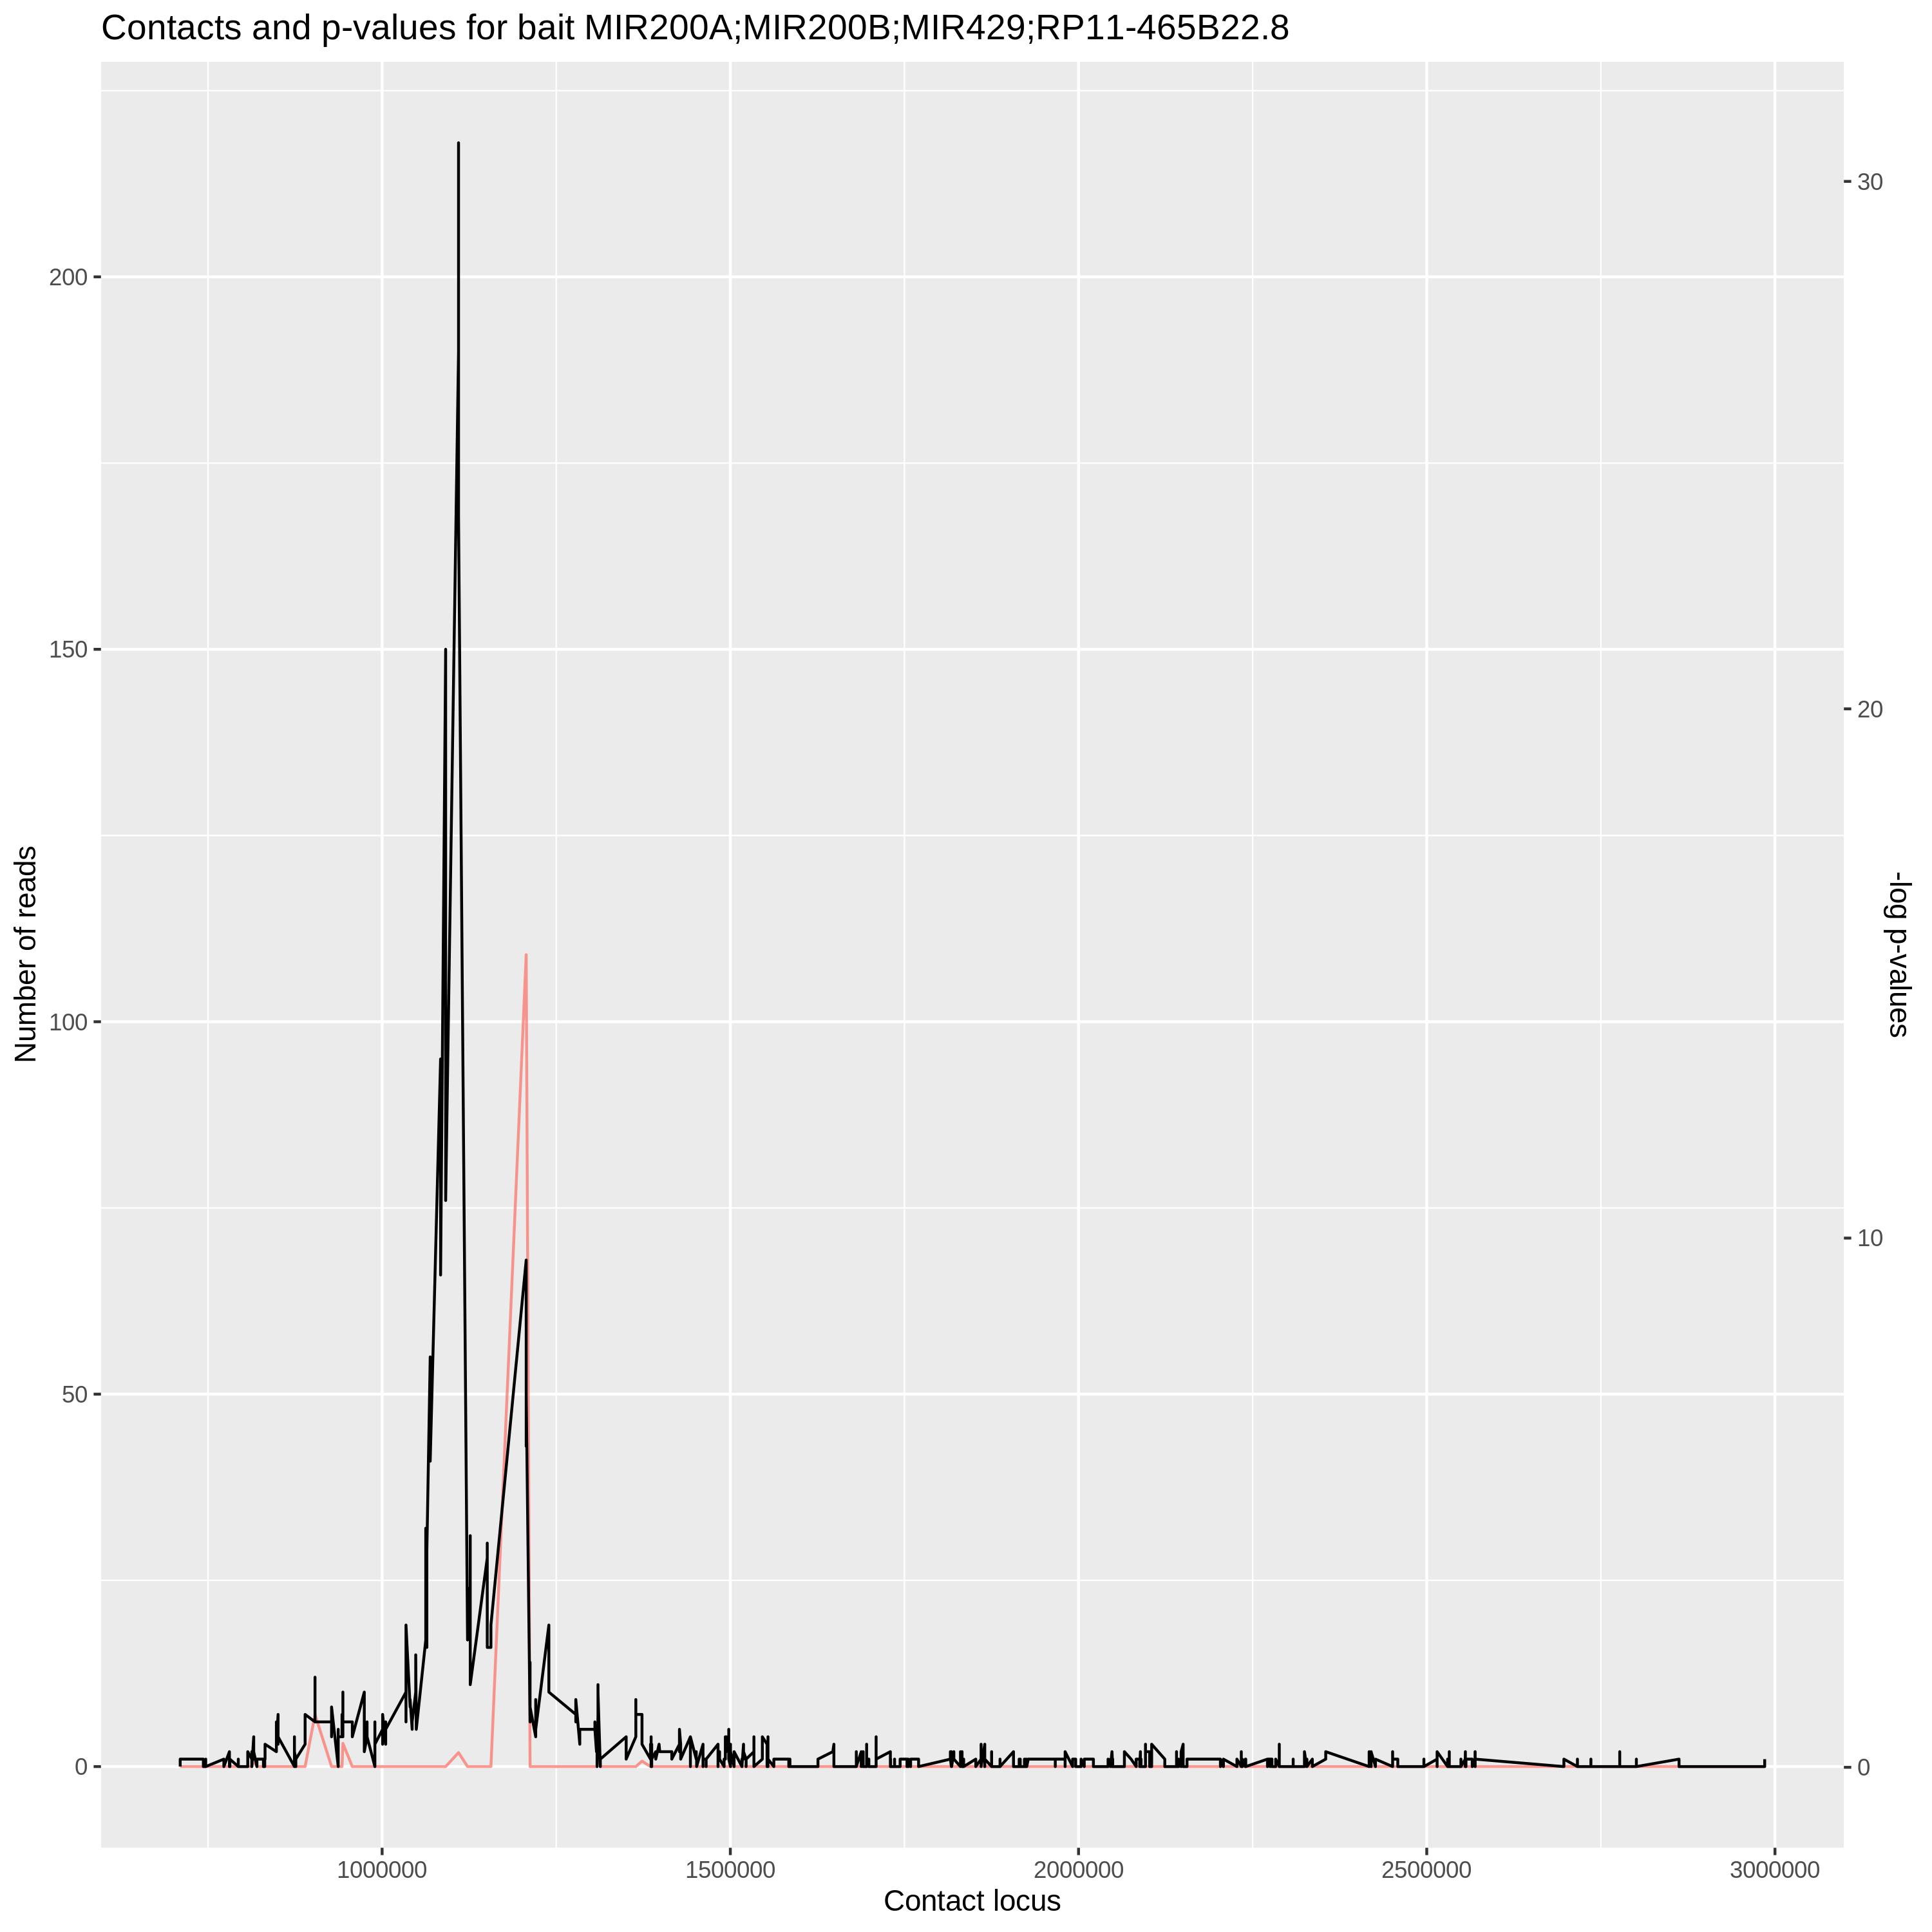 Contacts and p-values for bait MIR200A;MIR200B;MIR429;RP11-465B22.8
200
150
100
50
0
Number of reads
30
20
10
0
-log p-values
1000000 1500000 2000000 2500000 3000000
Contact locus